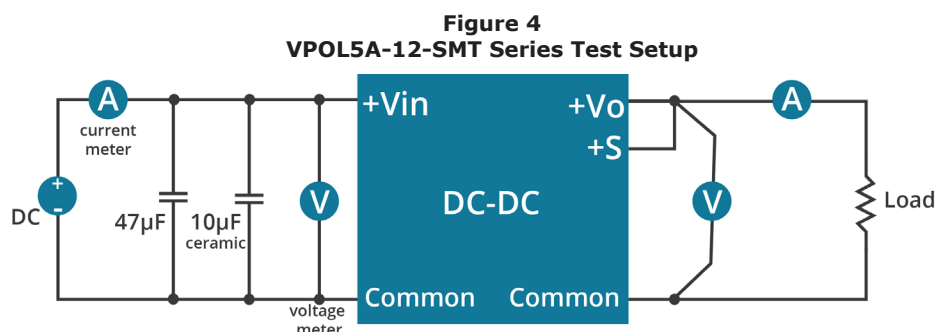 Figure 4
VPOL5A-12-SMT Series Test Setup
A
current
meter
+Vin
+Vo
A
+S
+
-
DC
47µF
10µF
ceramic
V
DC-DC
V
Load
voltage
meter
Common
Common